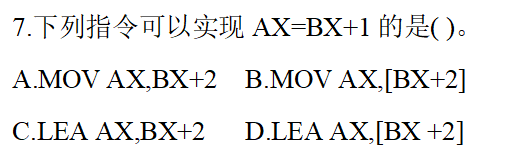 7.下列指令可以实现 AX=BX+1 的是( )。
A.MOV AX,BX+2 B.MOV AX,[BX+2]
C.LEA AX,BX+2 D.LEA AX,[BX +2]